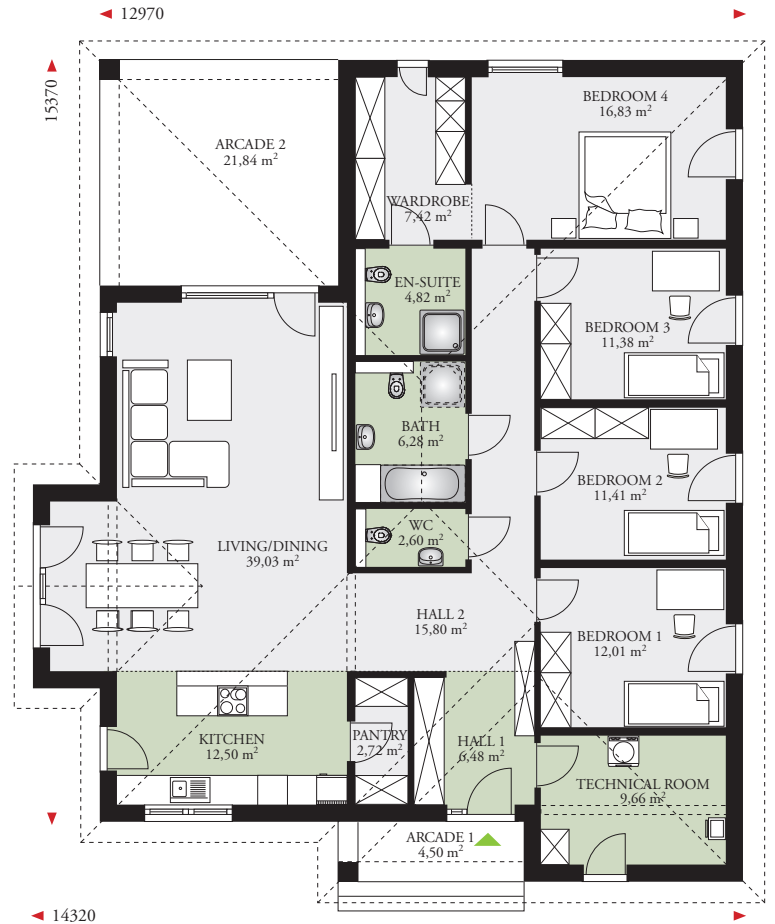 12970
15370
ARCADE 2
21,84 m²
BEDROOM 4
16,83 m²
WARDROBE
7,42 m²
EN-SUITE
4,82 m²
BEDROOM 3
11,38 m²
BATH
6,28 m²
BEDROOM 2
11,41 m²
WC
2,60 m²
LIVING/DINING
39,03 m²
HALL 2
15,80 m²
BEDROOM 1
12,01 m²
KITCHEN
12,50 m²
PANTRY
2,72 m²
HALL 1
6,48 m²
TECHNICAL ROOM
9,66 m²
ARCADE 1
4,50 m²
14320